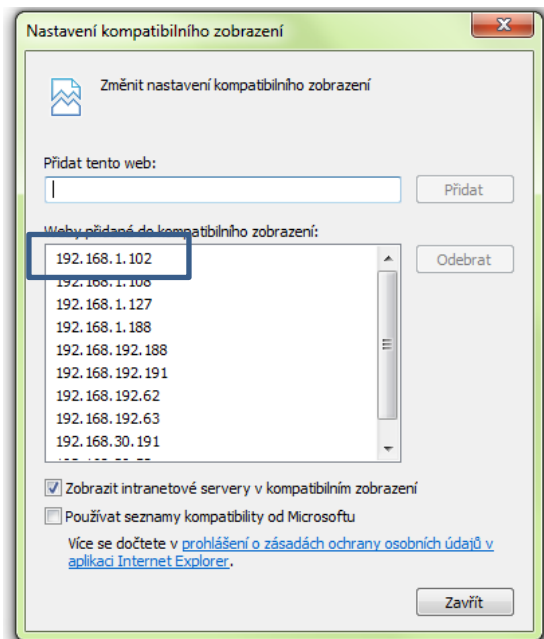 Nastavení kompatibilního zobrazení
Změnit nastavení kompatibilního zobrazení
Přidat tento web:
Přidat
Weby přidané do kompatibilního zobrazení:
192.168.1.102
Odebrat
192.168.1.108
192.168.1.127
192.168.1.188
192.168.192.188
192.168.192.191
192.168.192.62
192.168.192.63
192.168.30.191
Zobrazit intranetové servery v kompatibilním zobrazení
Používat seznamy kompatibility od Microsoftu
Více se dočtete v prohlášení o zásadách ochrany osobních údajů v
aplikaci Internet Explorer.
Zavřít